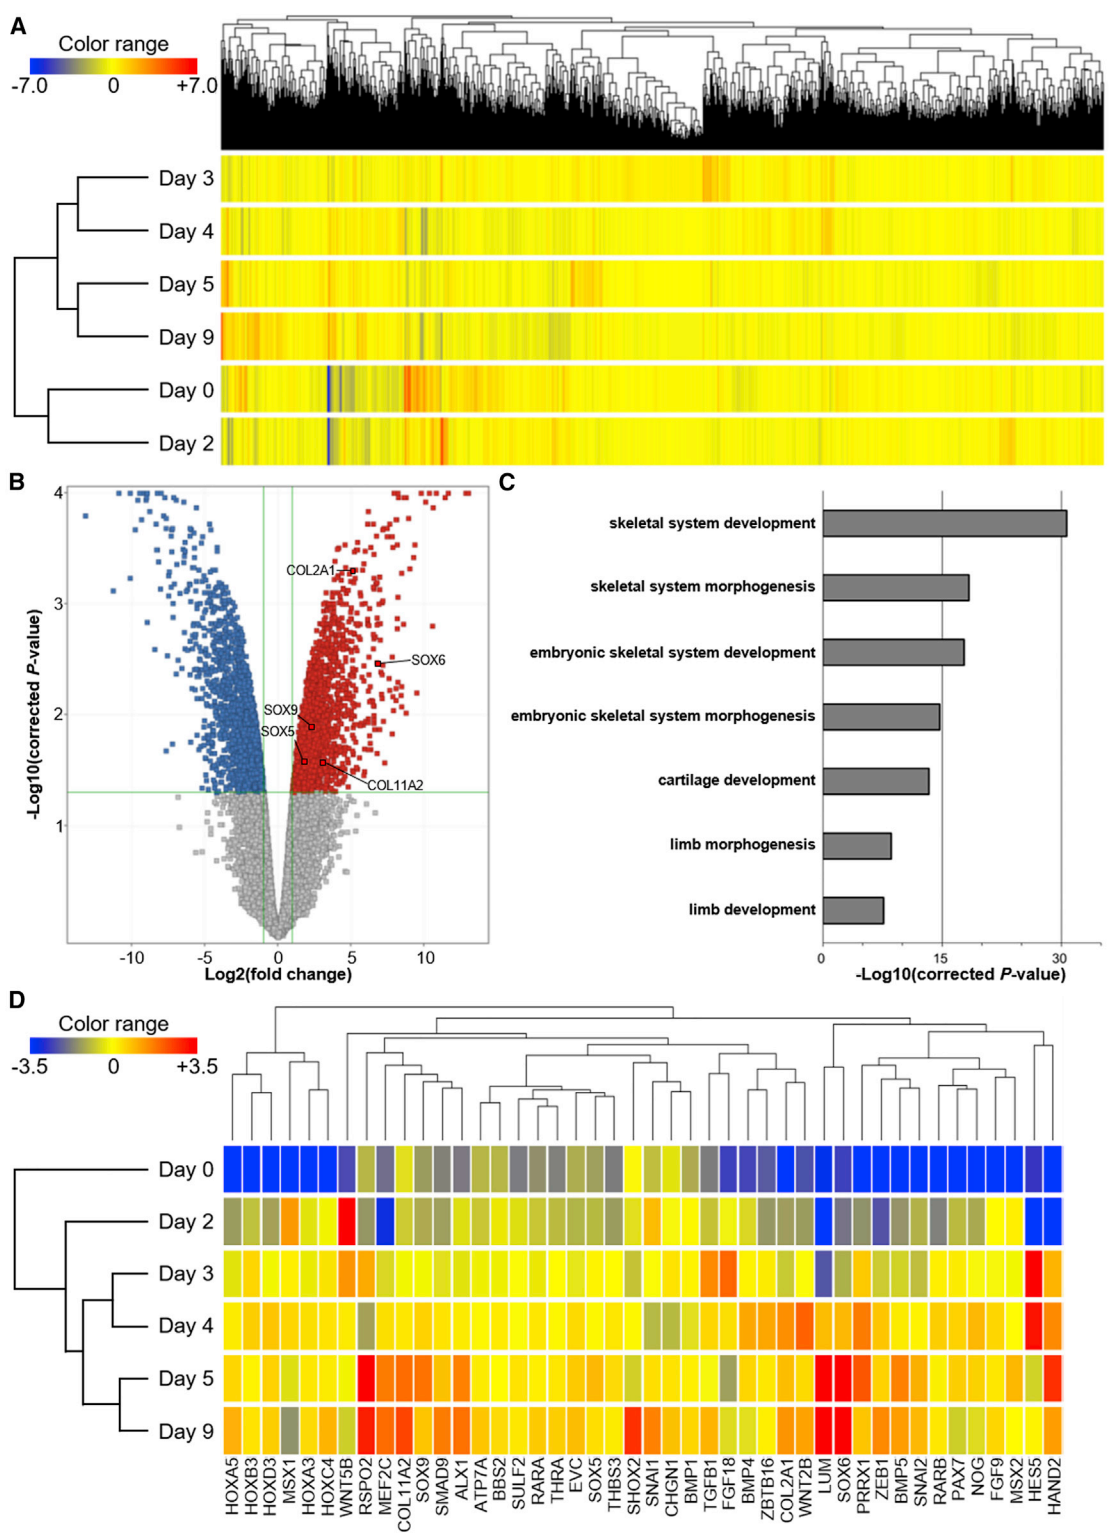 A
Color range
-7.0 0 +7.0
Day 3
Day 4
Day 5
Day 9
Day 0
Day 2
B
4
3
2
1
-Log10(corrected P-value)
COL2A1
SOX6
SOX9
SOX5
COL11A2
-10 -5 0 5 10
Log2(fold change)
C
skeletal system development
skeletal system morphogenesis
embryonic skeletal system development
embryonic skeletal system morphogenesis
cartilage development
limb morphogenesis
limb development
0 15 30
-Log10(corrected P-value)
D
Color range
-3.5 0 +3.5
Day 0
Day 2
Day 3
Day 4
Day 5
Day 9
HOXA5
HOXB3
HOXD3
MSX1
HOXA3
HOXC4
WNT5B
RSPO2
MEF2C
COL11A2
SOX9
SMAD9
ALX1
ATP7A
BBS2
SULF2
RARA
THRA
EVC
SOX5
THBS3
SHOX2
SNAI1
CHGN1
BMP1
TGFB1
FGF18
BMP4
ZBTB16
COL2A1
WNT2B
LUM
SOX6
PRRX1
ZEB1
BMP5
SNAI2
RARB
PAX7
NOG
FGF9
MSX2
HES5
HAND2